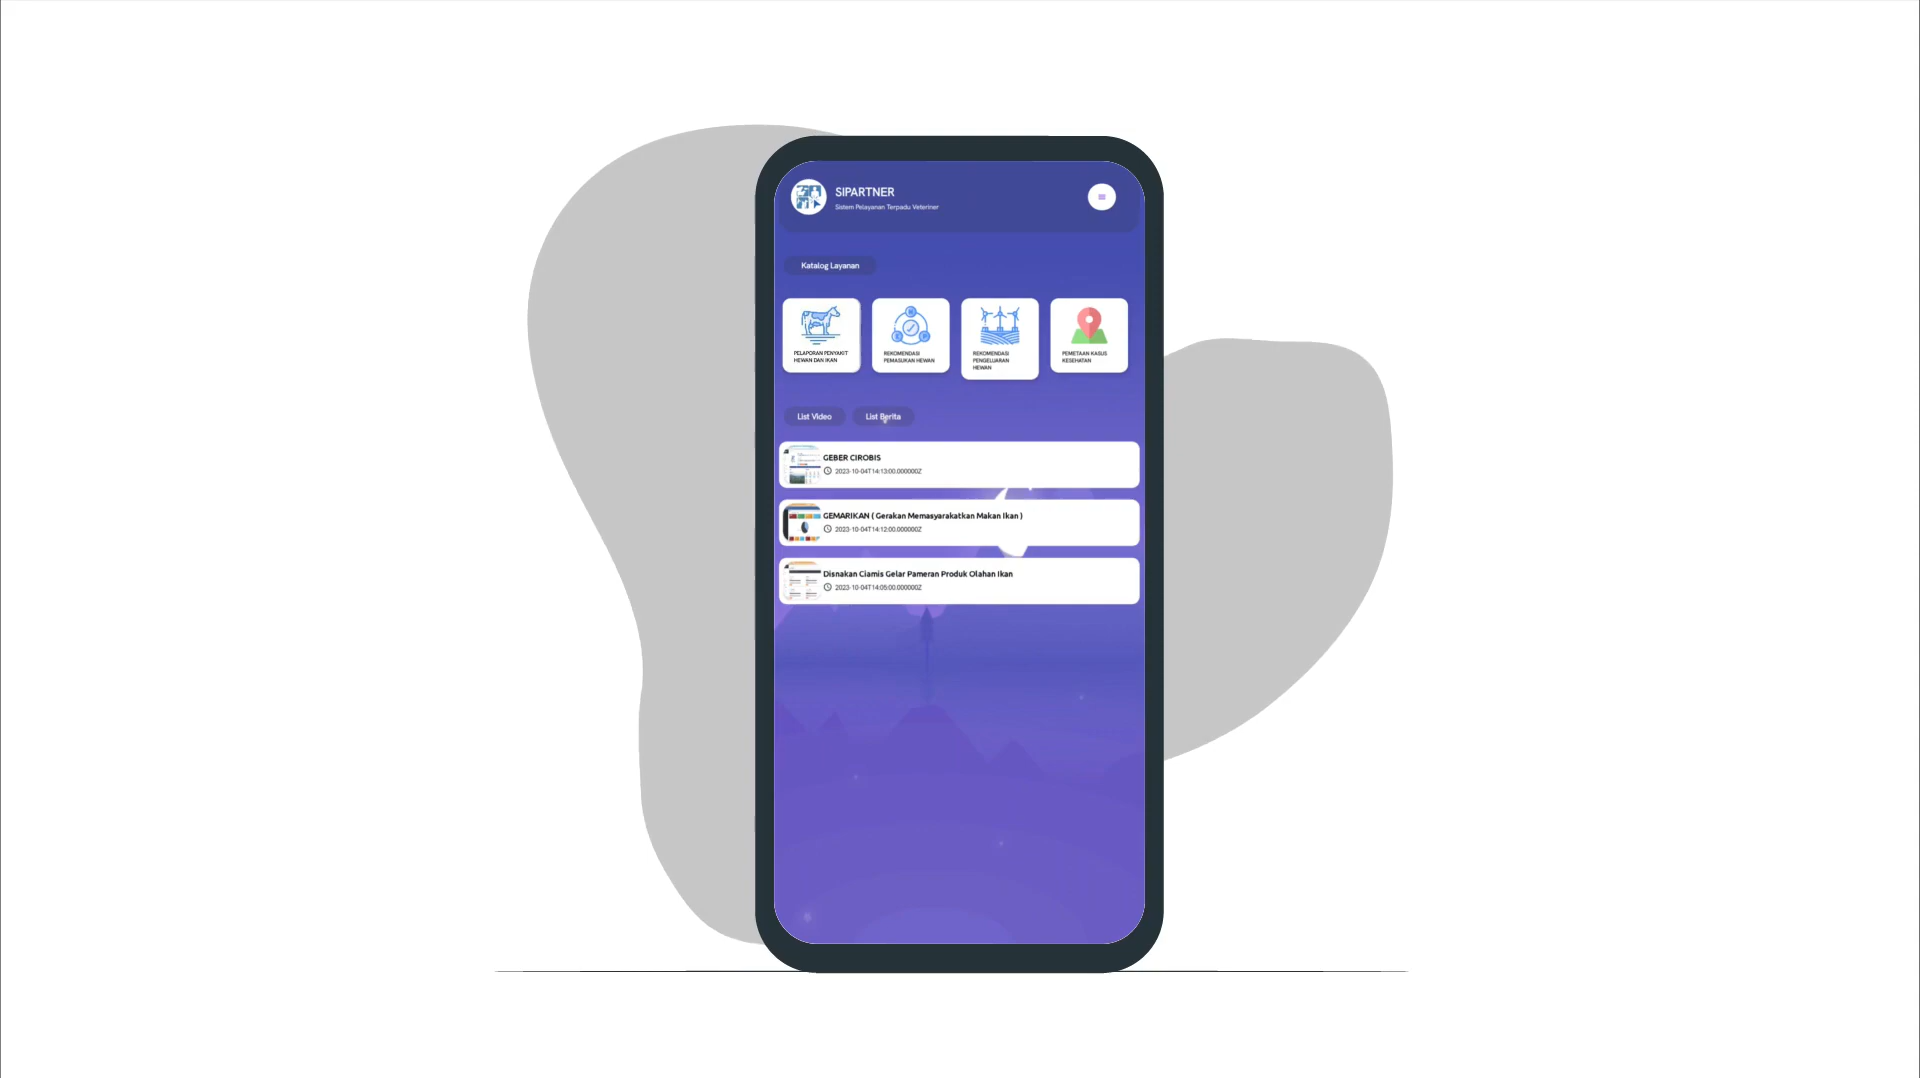 SIPARTNER
Sistem Pelayanan Terpadu Veteriner
Katalog Layanan
PELAPORAN PENYAKIT
HEWAN DAN IKAN
REKOMENDASI
PEMASUKAN HEWAN
REKOMENDASI
PENGELUARAN
HEWAN
PEMETAAN KASUS
KESEHATAN
List Video
List Berita
GEBER CIROBIS
2023-10-04T14:13:00.000000Z
GEMARIKAN ( Gerakan Memasyarakatkan Makan Ikan )
2023-10-04T14:12:00.000000Z
Disnakan Ciamis Gelar Pameran Produk Olahan Ikan
2023-10-04T14:05:00.000000Z